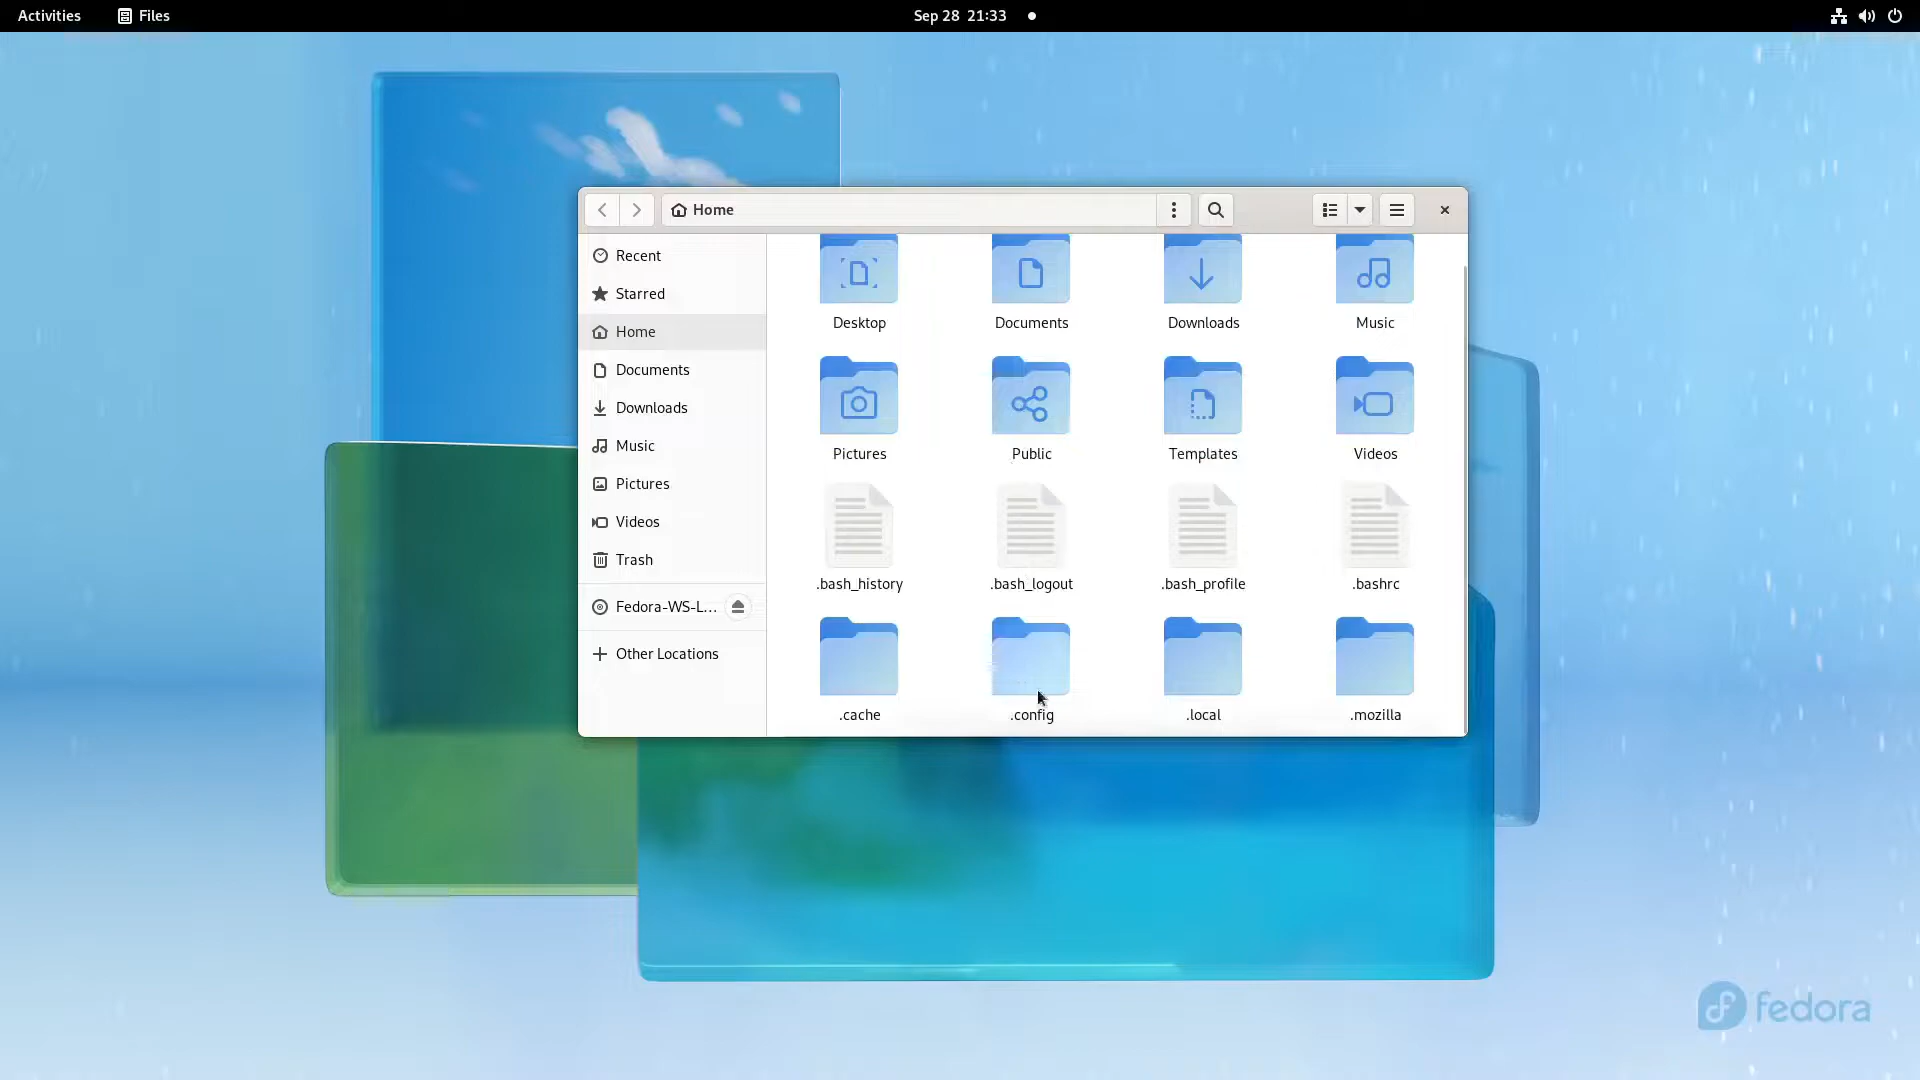 Activities Files Sep 28 21:33
Home
Recent
Starred
Home
Documents
Downloads
Music
Pictures
Videos
Trash
Fedora-WS-L...
Other Locations
Desktop Documents Downloads Music
Pictures Public Templates Videos
.bash_history .bash_logout .bash_profile .bashrc
.cache .config .local .mozilla
fedora